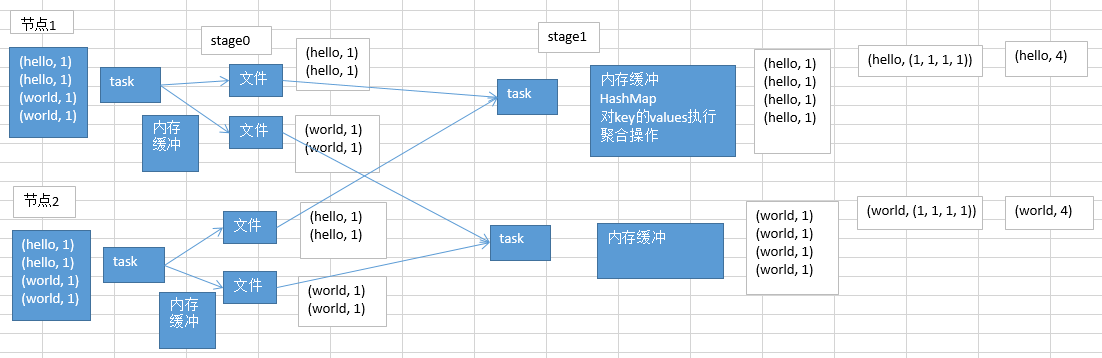 节点1
stage0
stage1
(hello, 1)
(hello, 1)
(world, 1)
(world, 1)
task
内存
缓冲
文件
(hello, 1)
(hello, 1)
文件
(world, 1)
(world, 1)
task
内存缓冲
HashMap
对key的values执行
聚合操作
(hello, 1)
(hello, 1)
(hello, 1)
(hello, 1)
(hello, (1, 1, 1, 1))
(hello, 4)
节点2
(hello, 1)
(hello, 1)
(world, 1)
(world, 1)
task
内存
缓冲
文件
(hello, 1)
(hello, 1)
文件
(world, 1)
(world, 1)
task
内存缓冲
(world, 1)
(world, 1)
(world, 1)
(world, 1)
(world, (1, 1, 1, 1))
(world, 4)